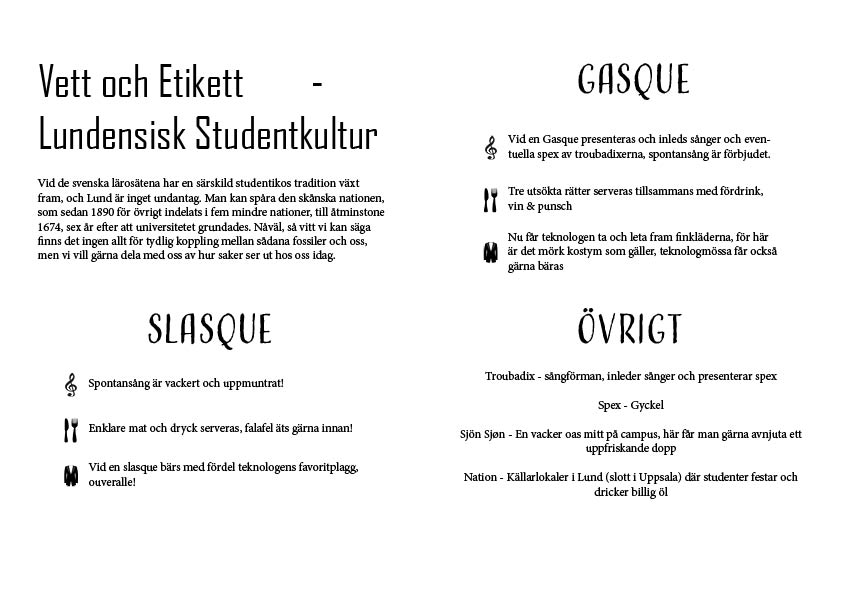 Vett och Etikett -
Lundensisk Studentkultur
Vid de svenska lärosätena har en särskild studentikos tradition växt
fram, och Lund är inget undantag. Man kan spåra den skånska nationen,
som sedan 1890 för övrigt indelats i fem mindre nationer, till åtminstone
1674, sex år efter att universitetet grundades. Nåväl, så vitt vi kan säga
finns det ingen allt för tydlig koppling mellan sådana fossiler och oss,
men vi vill gärna dela med oss av hur saker ser ut hos oss idag.
SLASQUE
Spontansång är vackert och uppmuntrat!
Enklare mat och dryck serveras, falafel äts gärna innan!
Vid en slasque bärs med fördel teknologens favoritplagg,
ouveralle!
GASQUE
Vid en Gasque presenteras och inleds sånger och even-
tuella spex av troubadixerna, spontansång är förbjudet.
Tre utsökta rätter serveras tillsammans med fördrink,
vin & punsch
Nu får teknologen ta och leta fram finkläderna, för här
är det mörk kostym som gäller, teknologmössa får också
gärna bäras
ÖVRIGT
Troubadix - sångförman, inleder sånger och presenterar spex
Spex - Gyckel
Sjön Sjøn - En vacker oas mitt på campus, här får man gärna avnjuta ett
uppfriskande dopp
Nation - Källarlokaler i Lund (slott i Uppsala) där studenter festar och
dricker billig öl